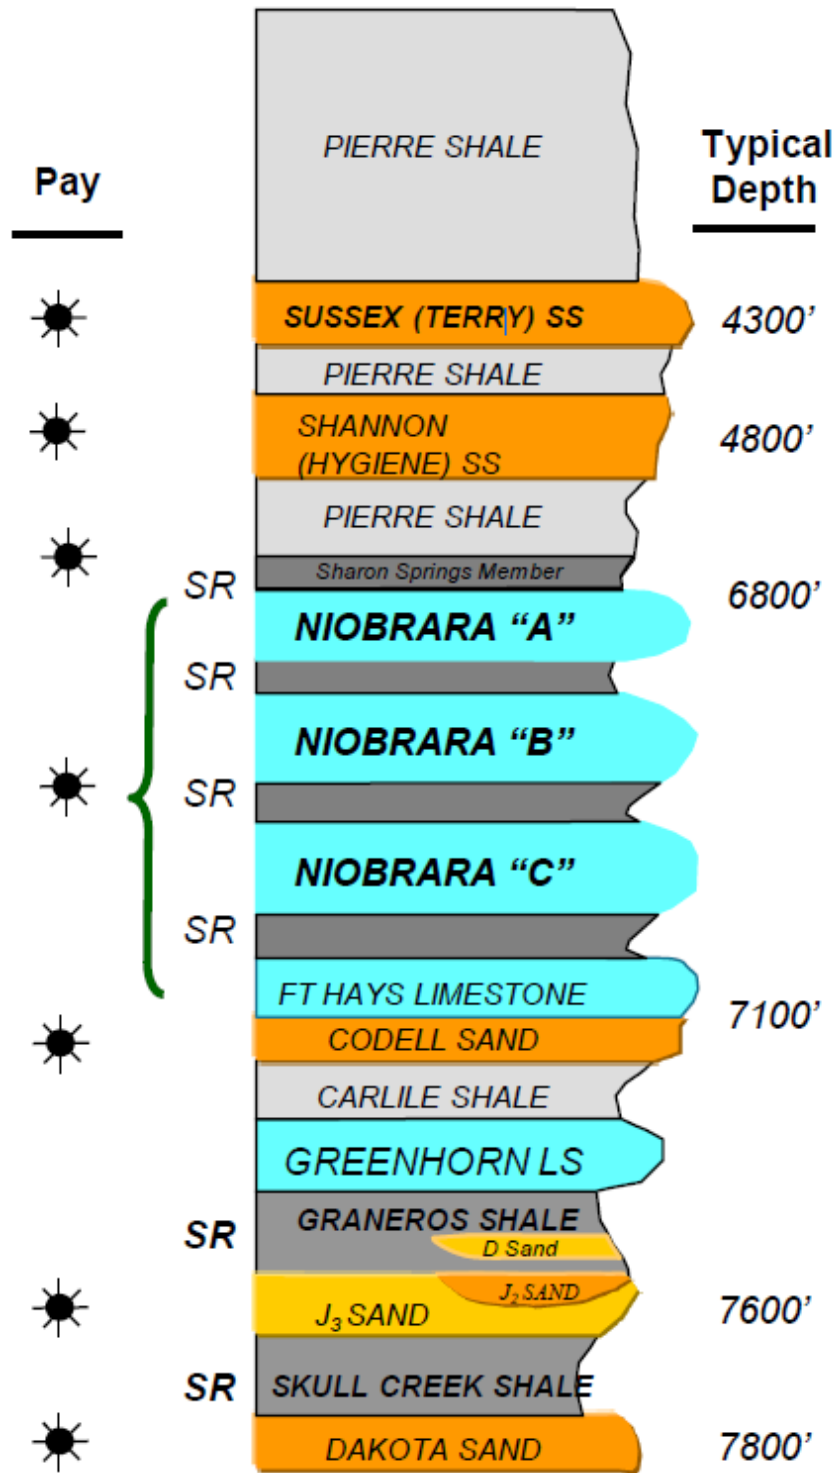 PIERRE SHALE
Pay
Typical
Depth
SUSSEX (TERRY) SS
4300’
PIERRE SHALE
SHANNON
(HYGIENE) SS
4800’
PIERRE SHALE
SR
Sharon Springs Member
6800’
NIOBRARA “A”
SR
NIOBRARA “B”
SR
NIOBRARA “C”
SR
FT HAYS LIMESTONE
7100’
CODELL SAND
CARLILE SHALE
GREENHORN LS
SR
GRANEROS SHALE
D Sand
J2 SAND
J3 SAND
7600’
SR
SKULL CREEK SHALE
DAKOTA SAND
7800’